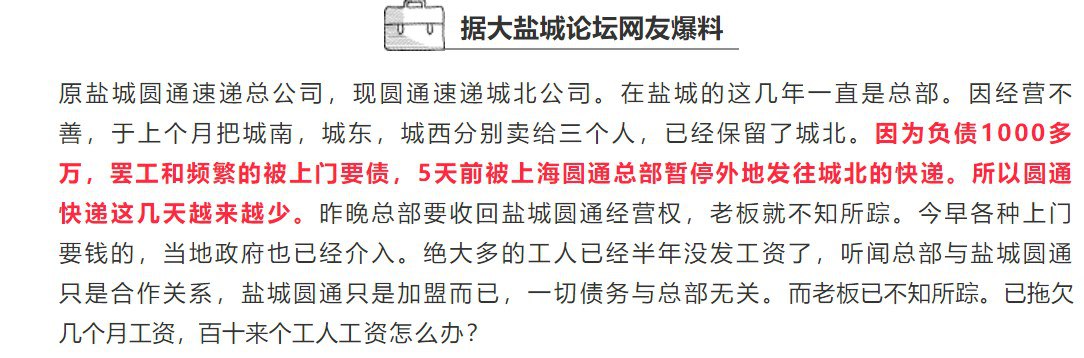 据大盐城论坛网友爆料
原盐城圆通速递总公司，现圆通速递城北公司。在盐城的这几年一直是总部。因经营不
善，于上个月把城南，城东，城西分别卖给三个人，已经保留了城北。因为负债1000多
万，罢工和频繁的被上门要债，5天前被上海圆通总部暂停外地发往城北的快递。所以圆通
快递这几天越来越少。昨晚总部要收回盐城圆通经营权，老板就不知所踪。今早各种上门
要钱的，当地政府也已经介入。绝大多的工人已经半年没发工资了，听闻总部与盐城圆通
只是合作关系，盐城圆通只是加盟而已，一切债务与总部无关。而老板已不知所踪。已拖欠
几个月工资，百十来个工人工资怎么办？